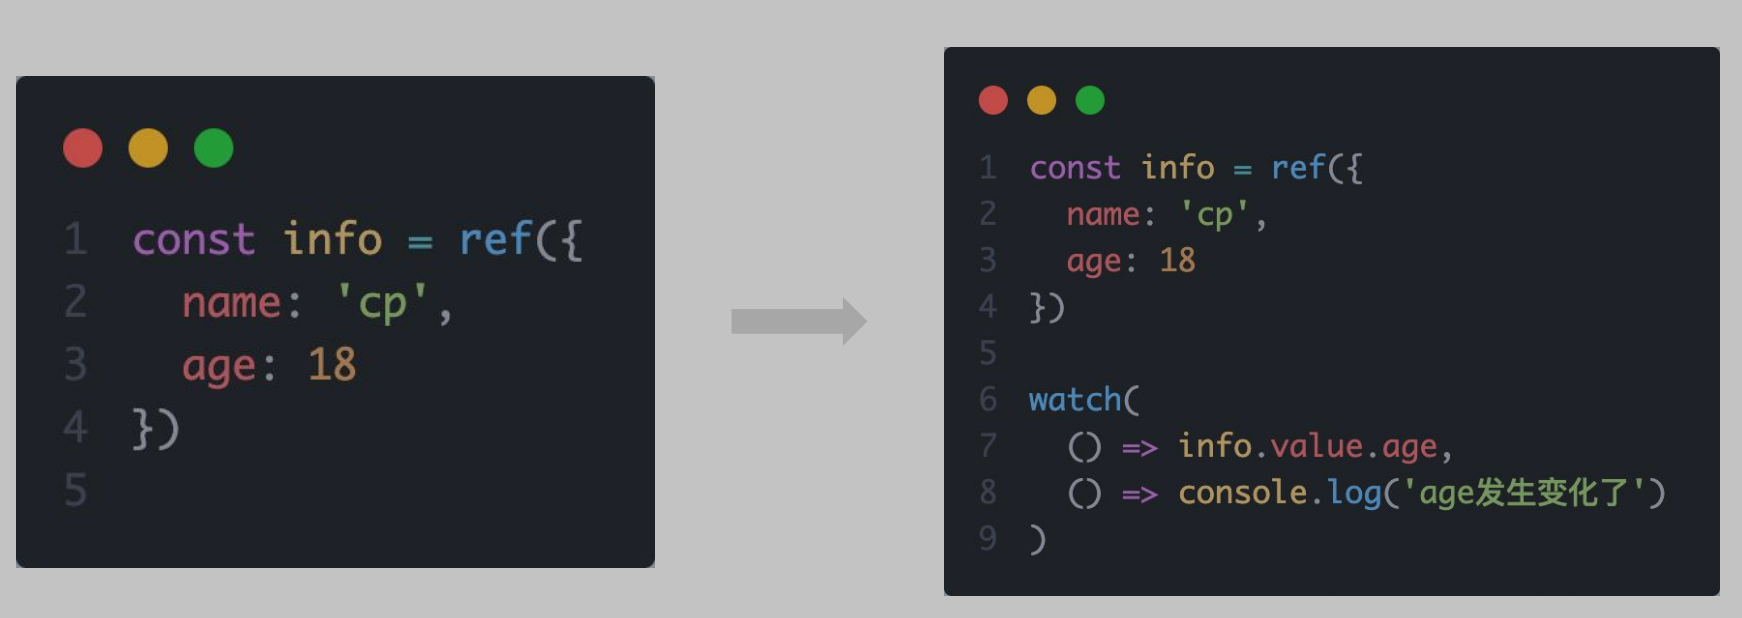 1 const info = ref({
2   name: 'cp',
3   age: 18
4 })
5
1 const info = ref({
2   name: 'cp',
3   age: 18
4 })
5
6 watch(
7   () => info.value.age,
8   () => console.log('age发生变化了')
9 )